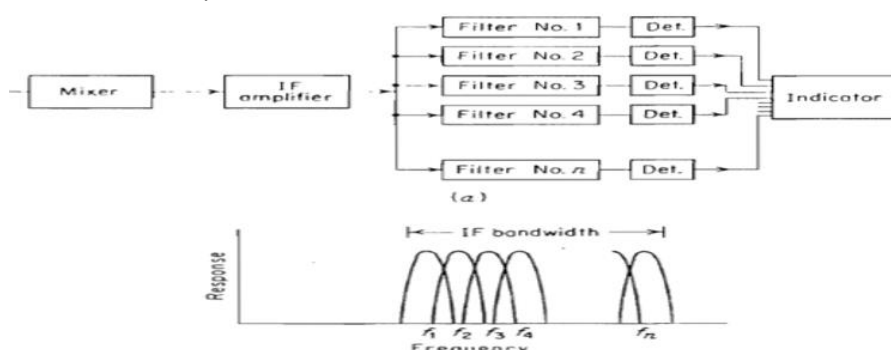 Filter No. 1 Det.
Filter No. 2 Det.
Mixer IF amplifier Filter No. 3 Det. Indicator
Filter No. 4 Det.
Filter No. n Det.
(a)
IF bandwidth
Response
f1 f2 f3 f4 fn
Frequency